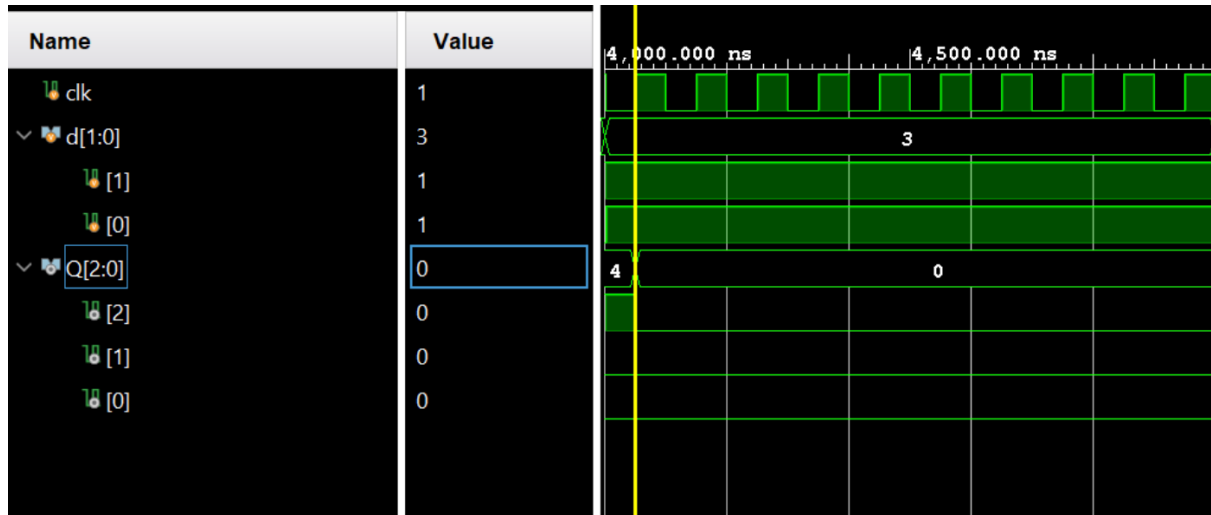 Name Value
4,000.000 ns 4,500.000 ns
clk 1
d[1:0] 3 3
[1] 1
[0] 1
Q[2:0] 0 4 0
[2] 0
[1] 0
[0] 0